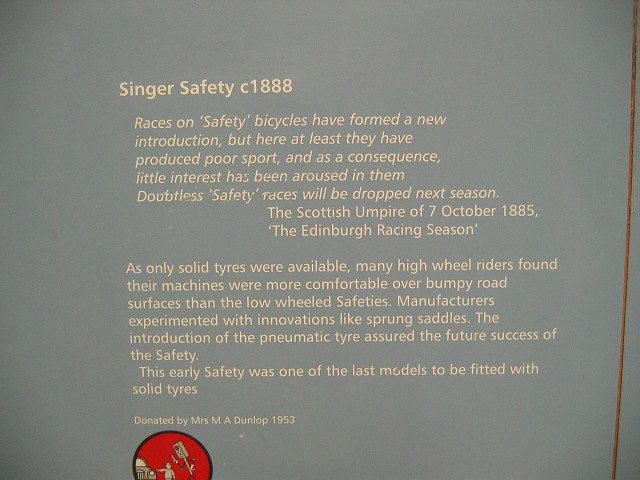 Singer Safety c1888
Races on 'Safety' bicycles have formed a new
introduction, but here at least they have
produced poor sport, and as a consequence,
little interest has been aroused in them
Doubtless 'Safety' races will be dropped next season.
The Scottish Umpire of 7 October 1885,
'The Edinburgh Racing Season'
As only solid tyres were available, many high wheel riders found
their machines were more comfortable over bumpy road
surfaces than the low wheeled Safeties. Manufacturers
experimented with innovations like sprung saddles. The
introduction of the pneumatic tyre assured the future success of
the Safety.
This early Safety was one of the last models to be fitted with
solid tyres
Donated by Mrs M A Dunlop 1953